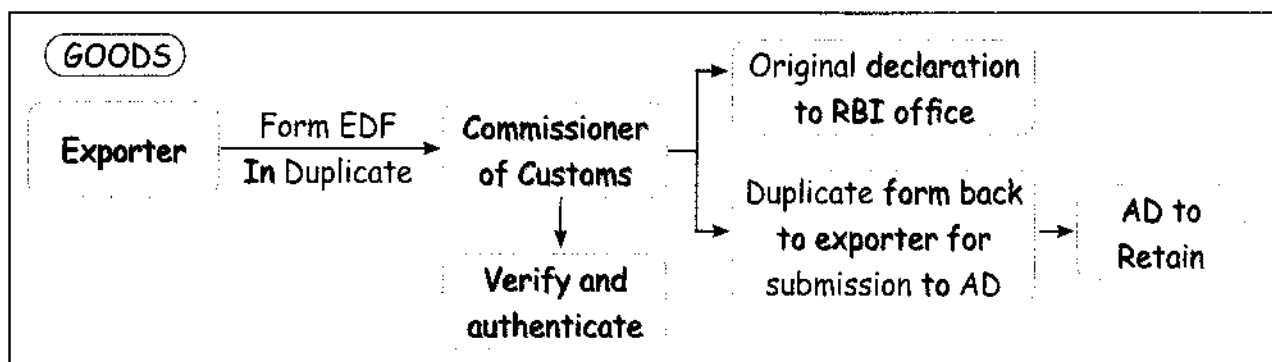 GOODS
Exporter
Form EDF
In Duplicate
Commissioner
of Customs
Verify and
authenticate
Original declaration
to RBI office
Duplicate form back
to exporter for
submission to AD
AD to
Retain